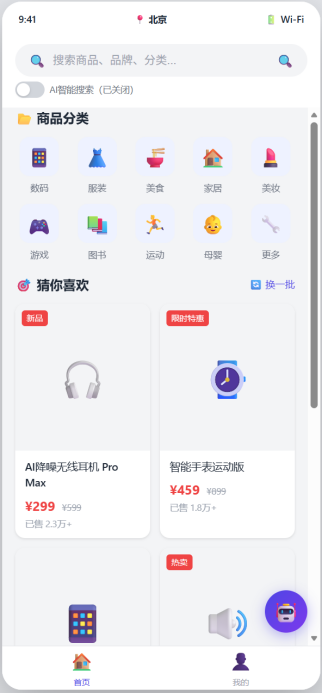 9:41
北京
Wi-Fi
搜索商品、品牌、分类...
AI智能搜索（已关闭）
商品分类
数码
服装
美食
家居
美妆
游戏
图书
运动
母婴
更多
猜你喜欢
换一批
新品
AI降噪无线耳机 Pro
Max
¥299 ¥599
已售 2.3万+
限时特惠
智能手表运动版
¥459 ¥899
已售 1.8万+
热卖
首页
我的